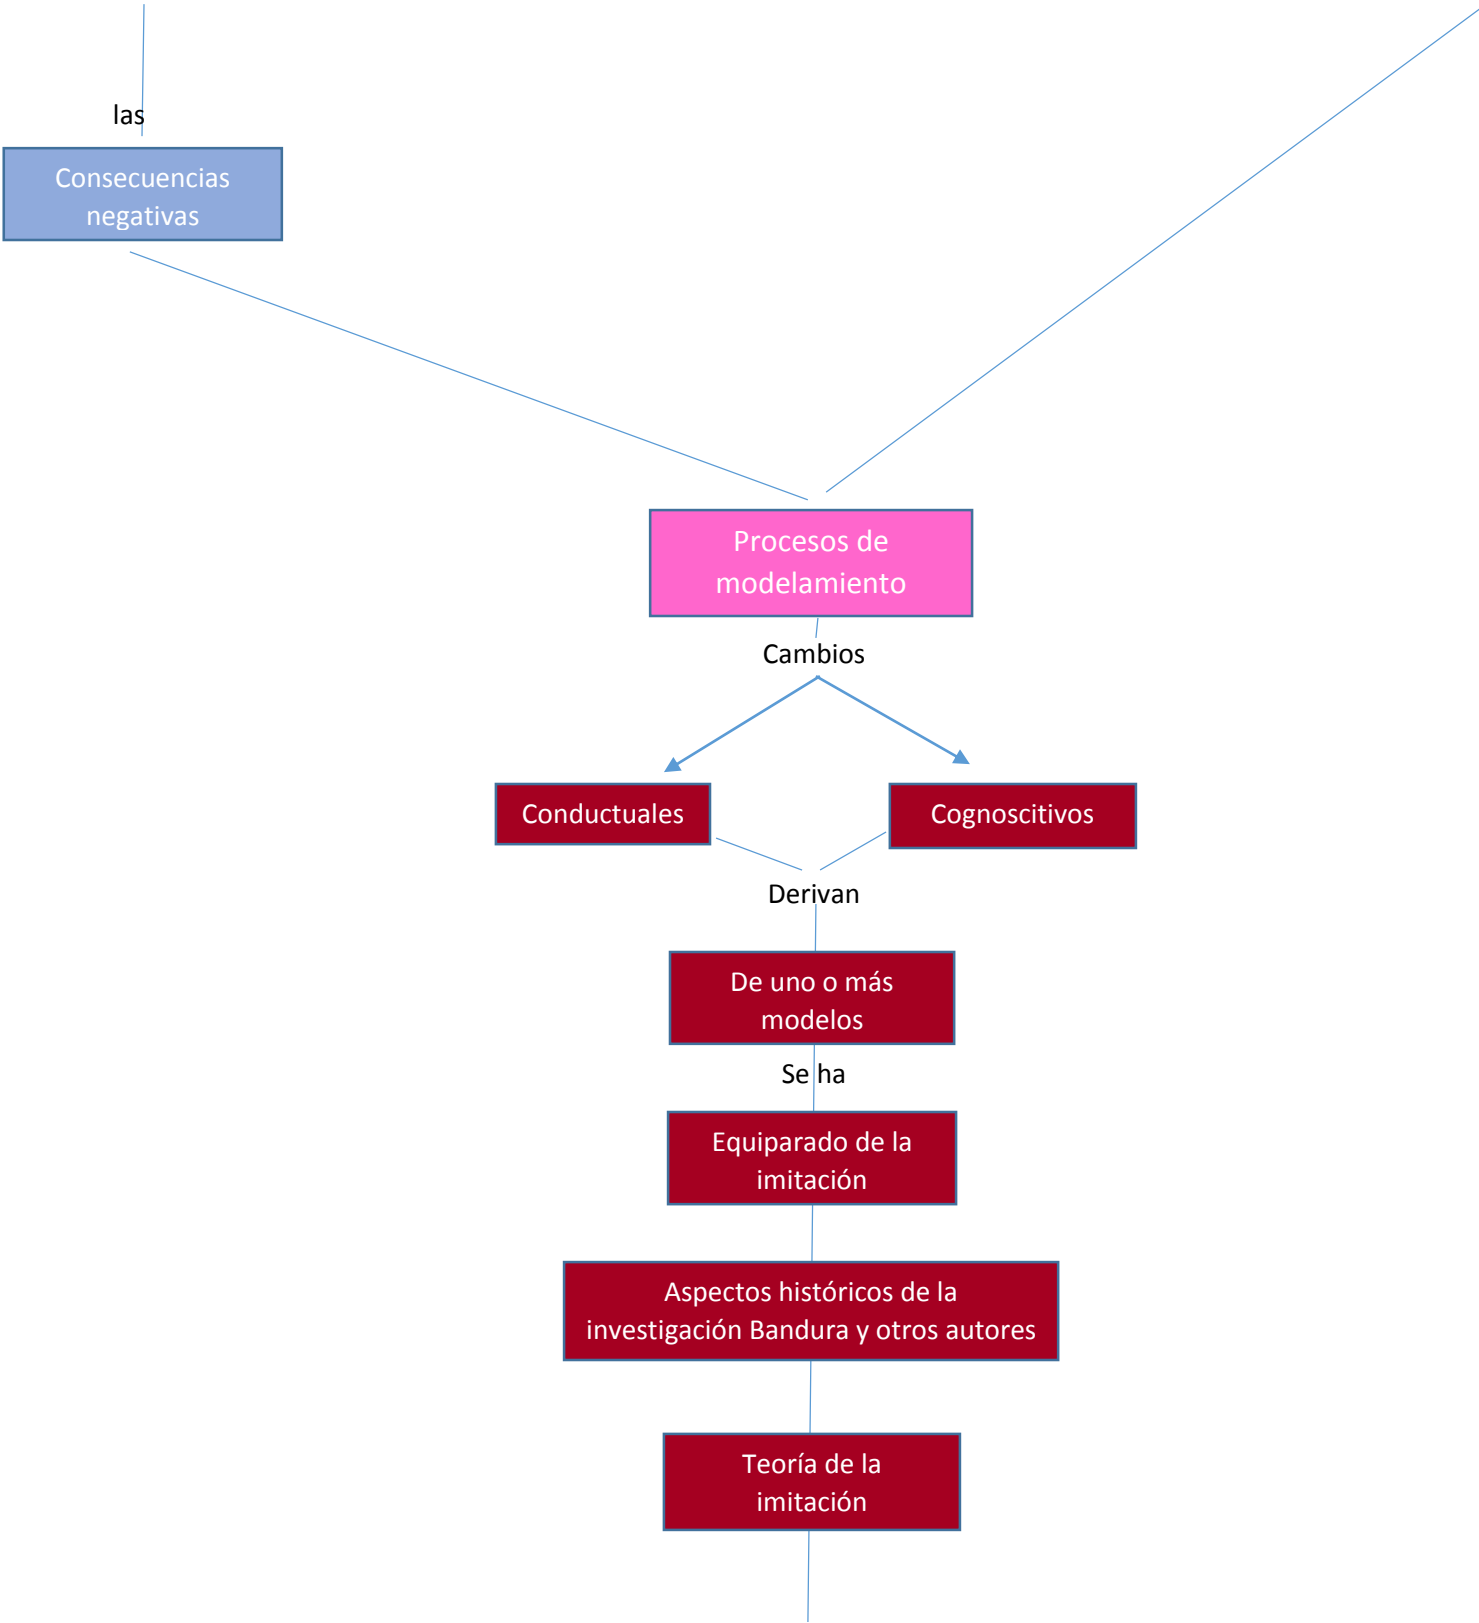 las
Consecuencias
negativas
Procesos de
modelamiento
Cambios
Conductuales
Cognoscitivos
Derivan
De uno o más
modelos
Se ha
Equiparado de la
imitación
Aspectos históricos de la
investigación Bandura y otros autores
Teoría de la
imitación